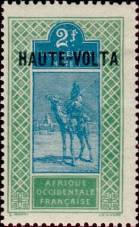 2F
HAUTE-VOLTA
AFRIQUE
OCCIDENTALE
FRANÇAISE